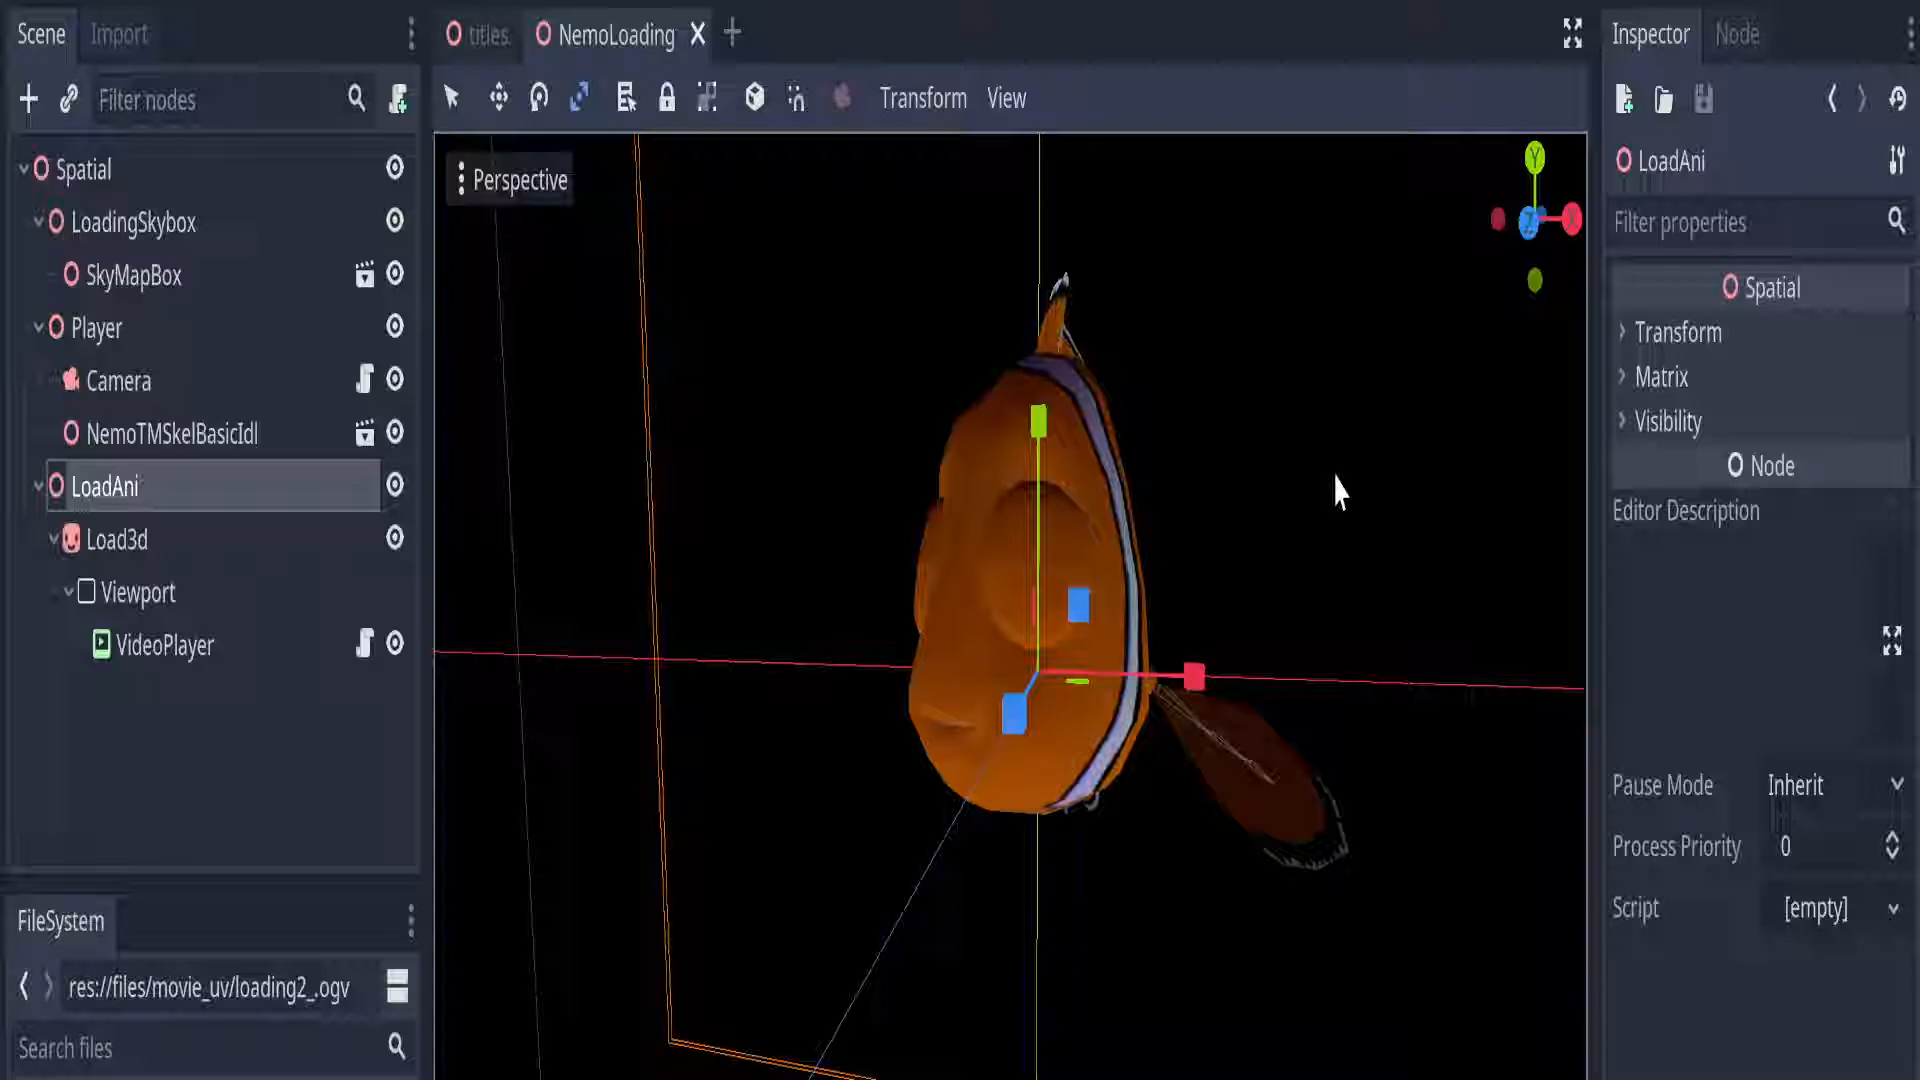 Scene Import
Filter nodes
Spatial
LoadingSkybox
SkyMapBox
Player
Camera
NemoTMSkelBasicIdl
LoadAni
Load3d
Viewport
VideoPlayer
FileSystem
res://files/movie_uv/loading2_.ogv
Search files
titles NemoLoading X
Transform View
Perspective
Y
Z X
Inspector Node
LoadAni
Filter properties
Spatial
Transform
Matrix
Visibility
Node
Editor Description
Pause Mode Inherit
Process Priority 0
Script [empty]